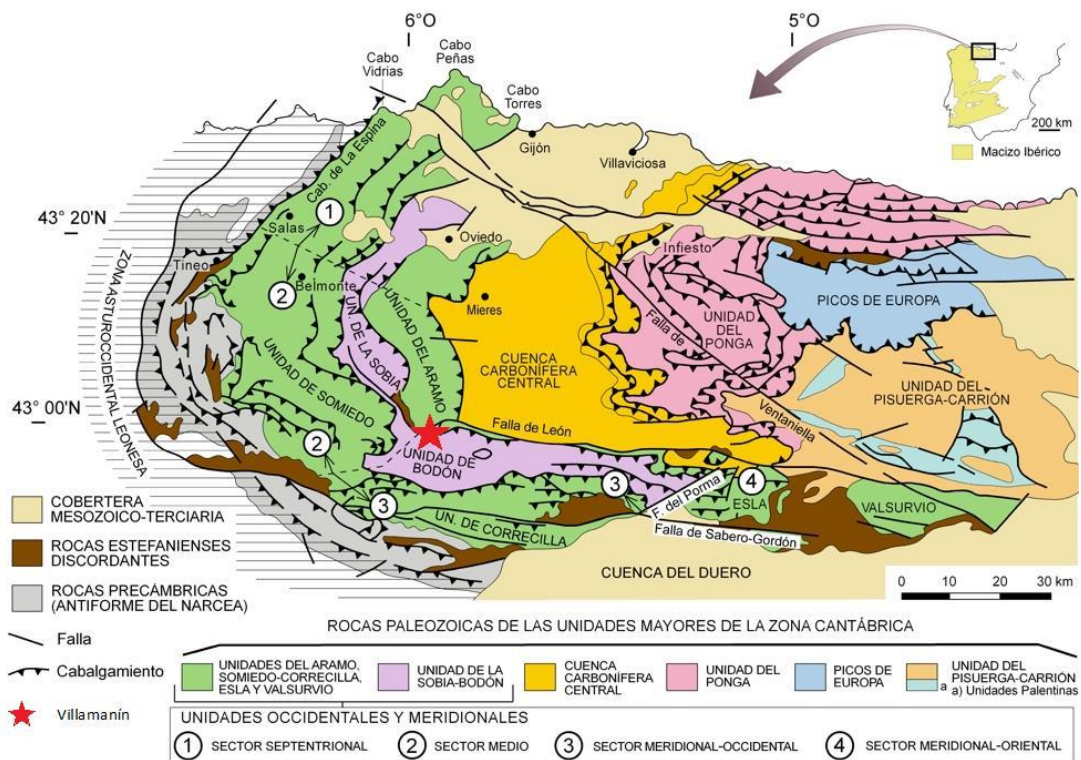 6°O
5°O
Cabo
Peñas
Cabo
Vidrias
Cabo
Torres
Gijón
Villaviciosa
200 km
Macizo Ibérico
Cab. de La Espina
43° 20'N
1
Salas
Oviedo
Infiesto
Tineo
Belmonte
2
Mieres
ZONA ASTUROCCIDENTAL LEONESA
UN. DE LA SOBIA
UNIDAD DEL ARAMO
Falla de
UNIDAD
DEL
PONGA
PICOS DE EUROPA
CUENCA
CARBONÍFERA
CENTRAL
UNIDAD DE SOMIEDO
UNIDAD DEL
PISUERGA-CARRIÓN
43° 00'N
Ventaniella
Falla de León
2
UNIDAD DE
BODÓN
3
3
4
F. del Porma
ESLA
VALSURVIO
UN. DE CORRECILLA
Falla de Sabero-Gordón
CUENCA DEL DUERO
0 10 20 30 km
COBERTERA
MESOZOICO-TERCIARIA
ROCAS ESTEFANIENSES
DISCORDANTES
ROCAS PRECÁMBRICAS
(ANTIFORME DEL NARCEA)
Falla
Cabalgamiento
Villamanín
ROCAS PALEOZOICAS DE LAS UNIDADES MAYORES DE LA ZONA CANTÁBRICA
UNIDADES DEL ARAMO,
SOMIEDO-CORRECILLA,
ESLA Y VALSURVIO
UNIDAD DE LA
SOBIA-BODÓN
CUENCA
CARBONÍFERA
CENTRAL
UNIDAD DEL
PONGA
PICOS DE
EUROPA
UNIDAD DEL
PISUERGA-CARRIÓN
a a) Unidades Palentinas
UNIDADES OCCIDENTALES Y MERIDIONALES
1 SECTOR SEPTENTRIONAL
2 SECTOR MEDIO
3 SECTOR MERIDIONAL-OCCIDENTAL
4 SECTOR MERIDIONAL-ORIENTAL